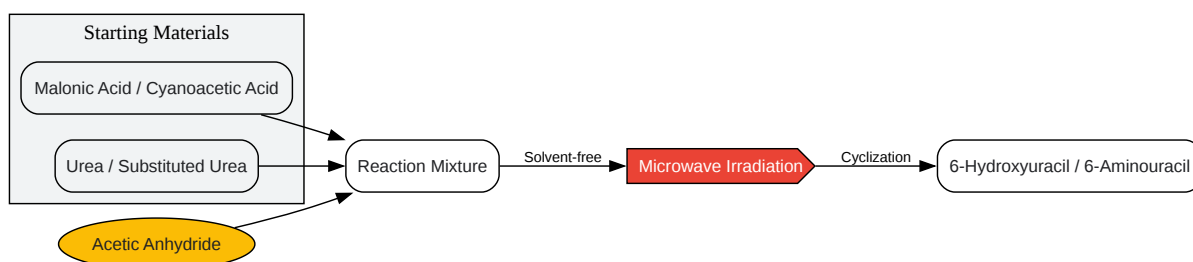 Starting Materials
Malonic Acid / Cyanoacetic Acid
Urea / Substituted Urea
Acetic Anhydride
Reaction Mixture
Solvent-free
Microwave Irradiation
Cyclization
6-Hydroxyuracil / 6-Aminouracil